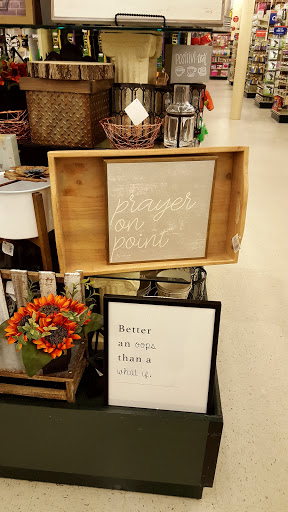 prayer
on
point
Better
an oops
than a
what if.